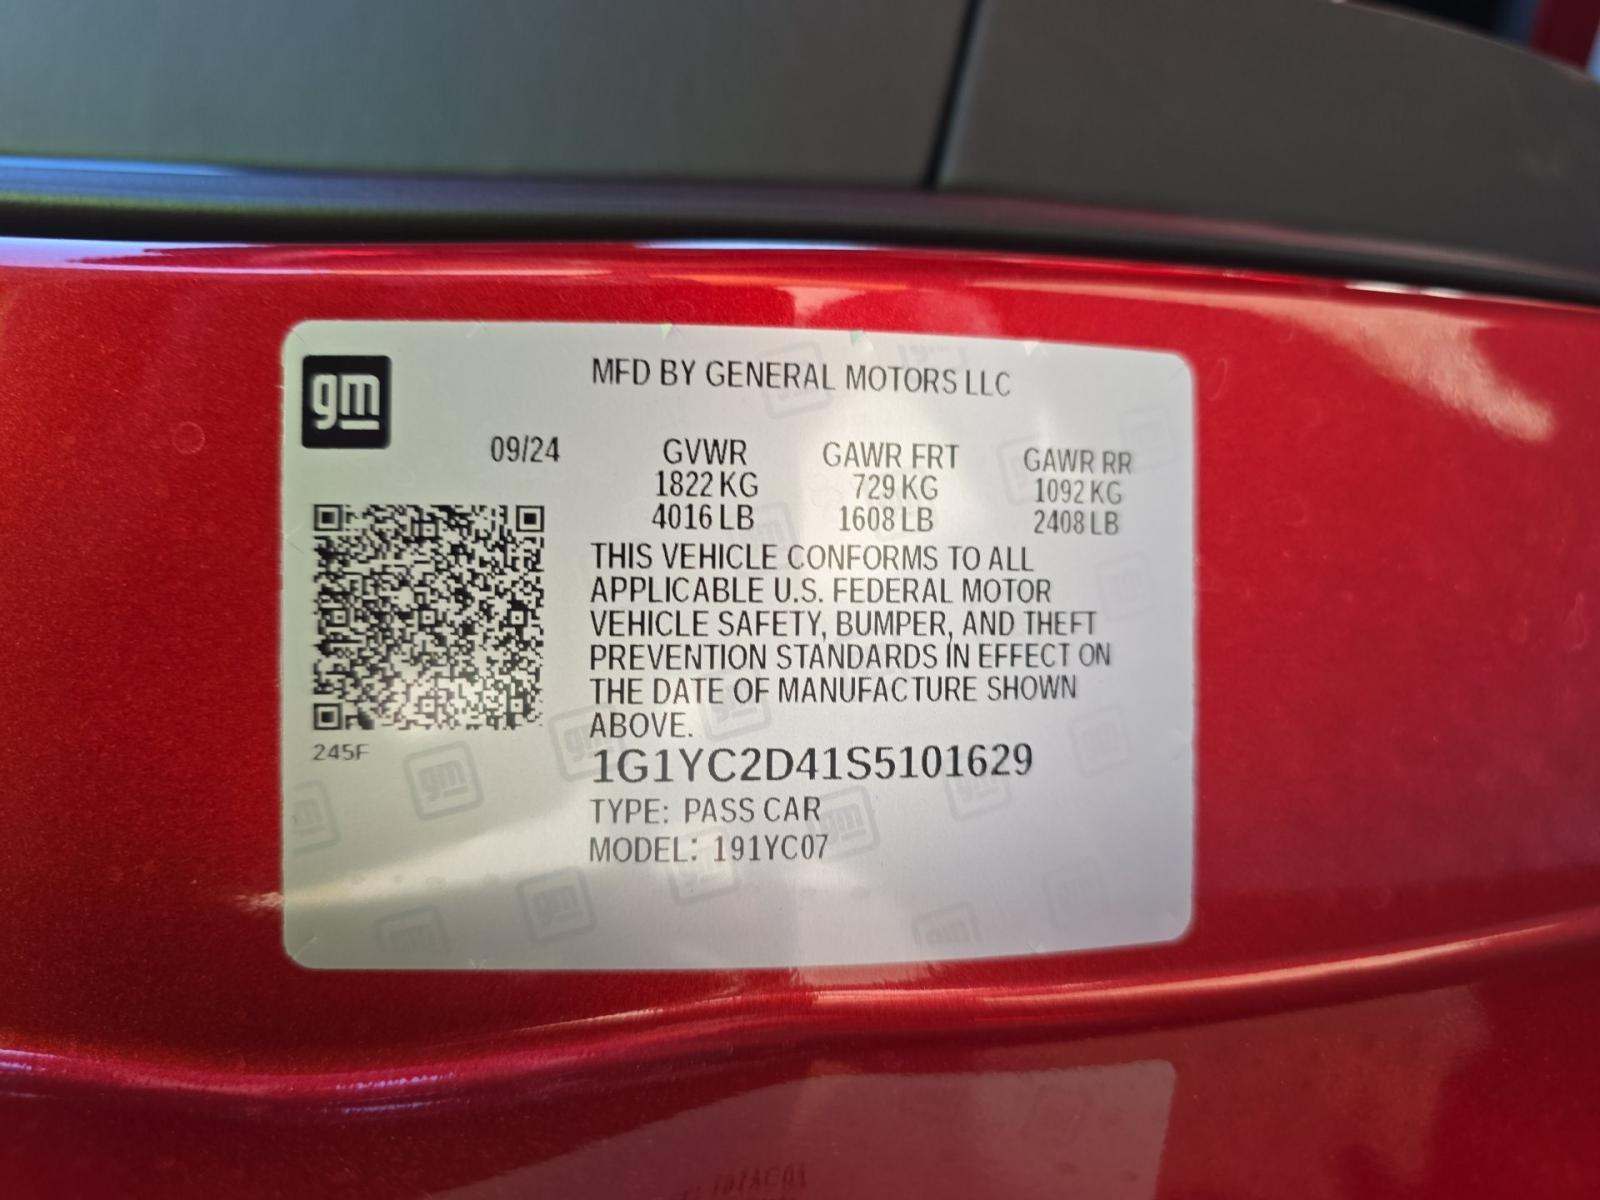 gm
MFD BY GENERAL MOTORS LLC
09/24 GVWR GAWR FRT GAWR RR
1822 KG 729 KG 1092 KG
4016 LB 1608 LB 2408 LB
THIS VEHICLE CONFORMS TO ALL
APPLICABLE U.S. FEDERAL MOTOR
VEHICLE SAFETY, BUMPER, AND THEFT
PREVENTION STANDARDS IN EFFECT ON
THE DATE OF MANUFACTURE SHOWN
ABOVE.
245F
1G1YC2D41S5101629
TYPE: PASS CAR
MODEL: 191YC07